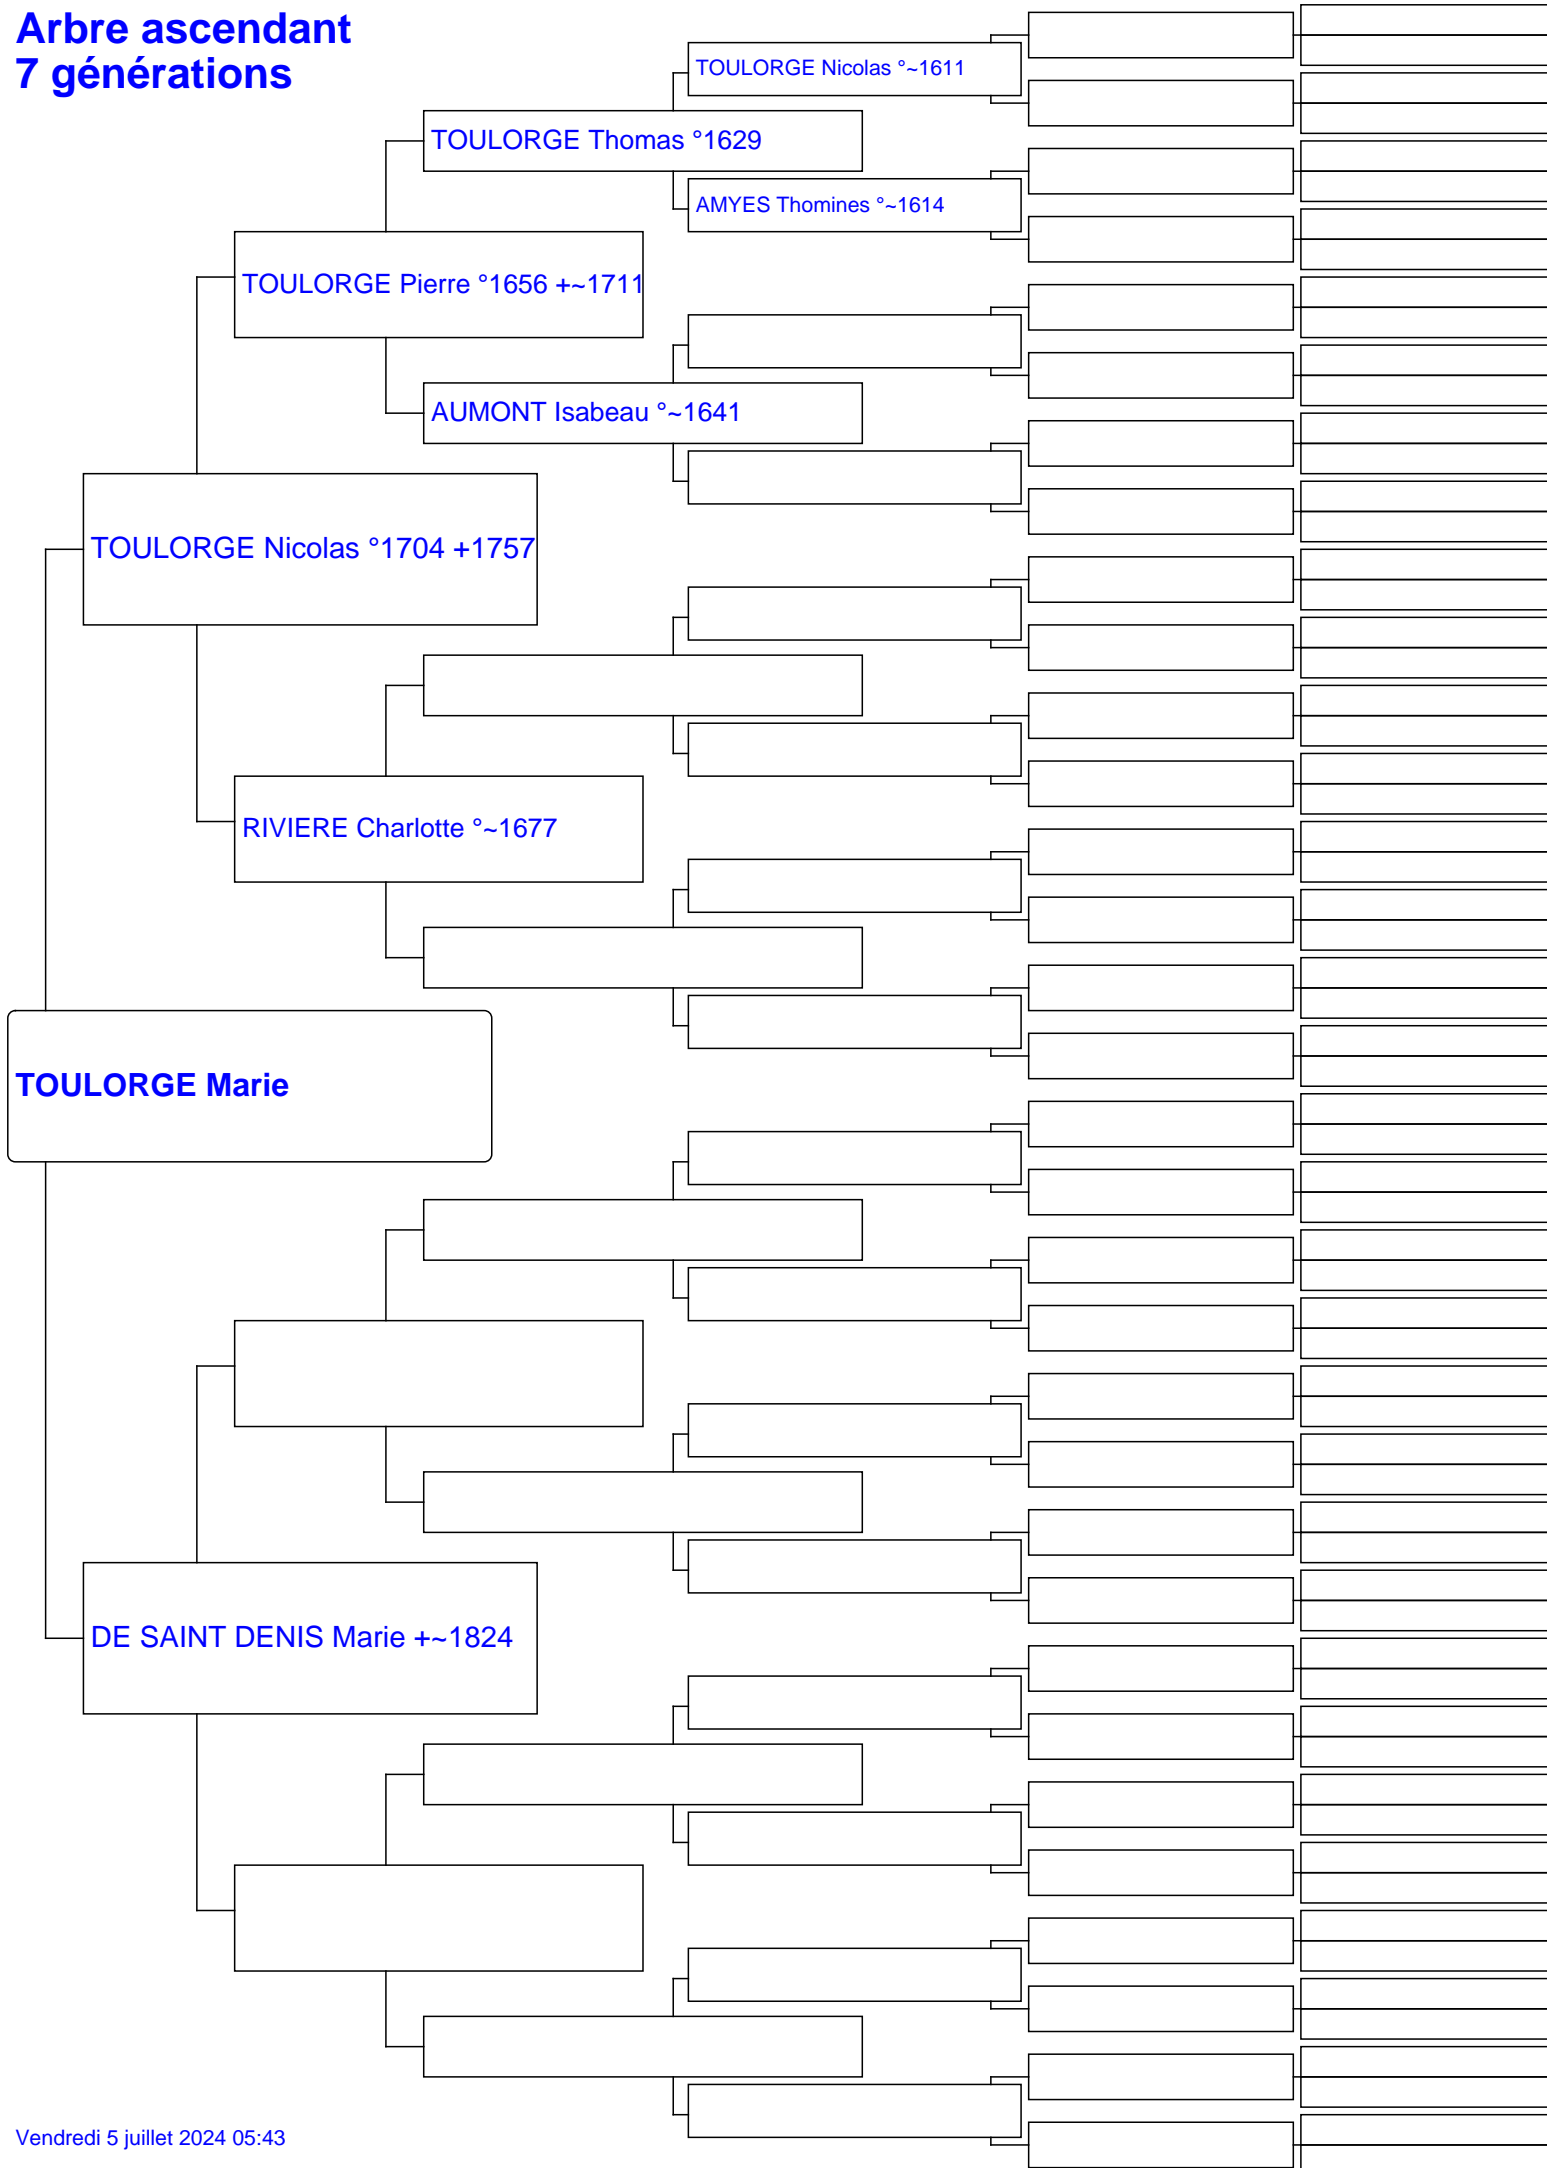 Arbre ascendant
7 générations
TOULORGE Nicolas °~1611
TOULORGE Thomas °1629
AMYES Thomines °~1614
TOULORGE Pierre °1656 +~1711
AUMONT Isabeau °~1641
TOULORGE Nicolas °1704 +1757
RIVIERE Charlotte °~1677
TOULORGE Marie
DE SAINT DENIS Marie +~1824
Vendredi 5 juillet 2024 05:43